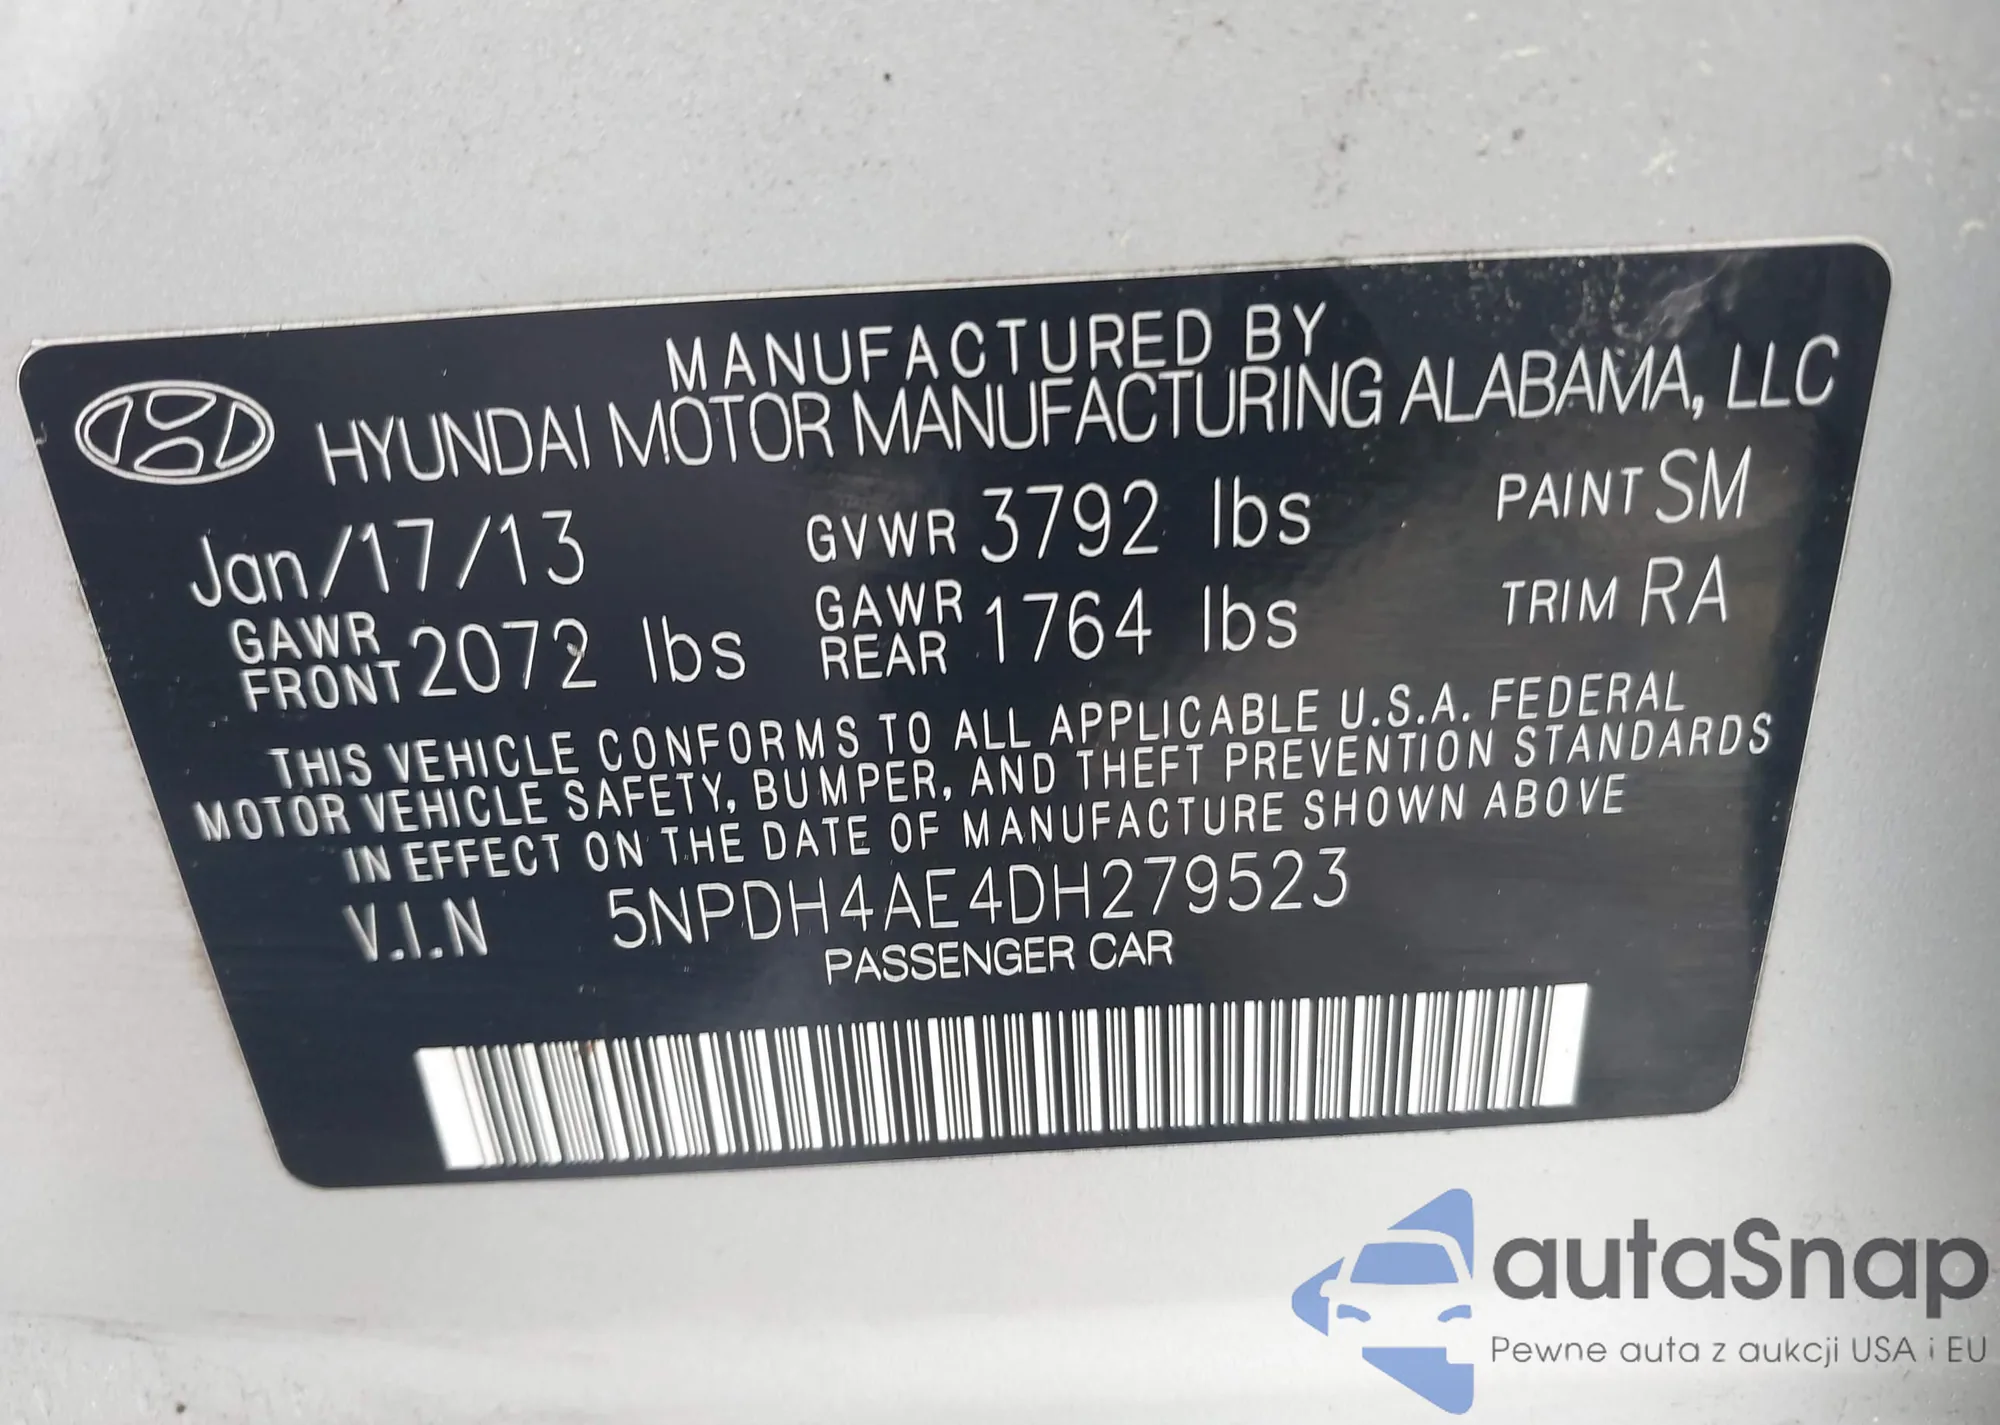 MANUFACTURED BY
HYUNDAI MOTOR MANUFACTURING ALABAMA, LLC
Jan/17/13 GVWR 3792 lbs PAINT SM
GAWR FRONT 2072 lbs GAWR REAR 1764 lbs TRIM RA
THIS VEHICLE CONFORMS TO ALL APPLICABLE U.S.A. FEDERAL
MOTOR VEHICLE SAFETY, BUMPER, AND THEFT PREVENTION STANDARDS
IN EFFECT ON THE DATE OF MANUFACTURE SHOWN ABOVE
V.I.N 5NPDH4AE4DH279523
PASSENGER CAR
autaSnap
Pewne auta z aukcji USA i EU